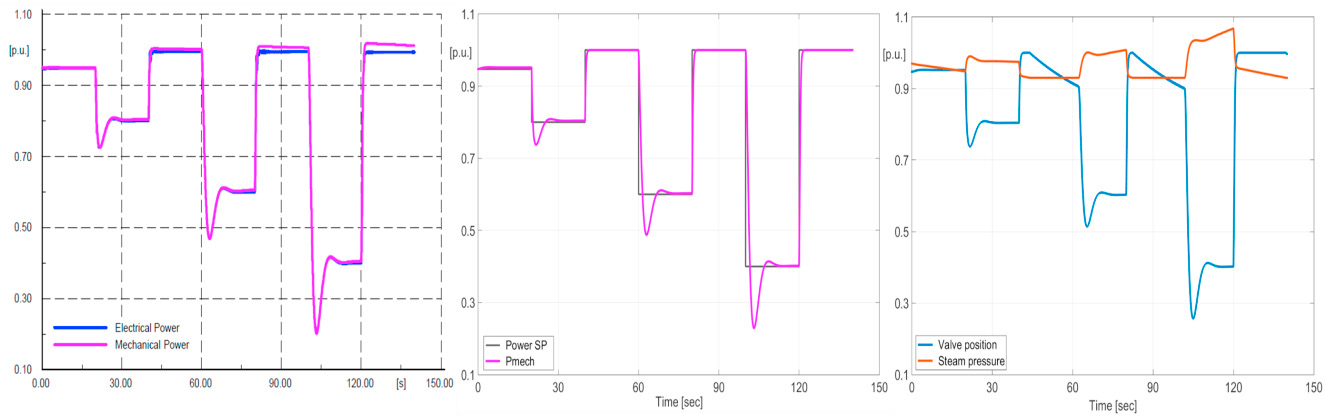 1.10
[p.u.]
0.90
0.70
0.50
0.30
0.10
Electrical Power
Mechanical Power
0.00 30.00 60.00 90.00 120.00 [s] 150.00
1.1
[p.u.]
0.9
0.7
0.5
0.3
0.1
Power SP
Pmech
0 30 60 90 120 150
Time [sec]
1.1
[p.u.]
0.9
0.7
0.5
0.3
0.1
Valve position
Steam pressure
0 30 60 90 120 150
Time [sec]